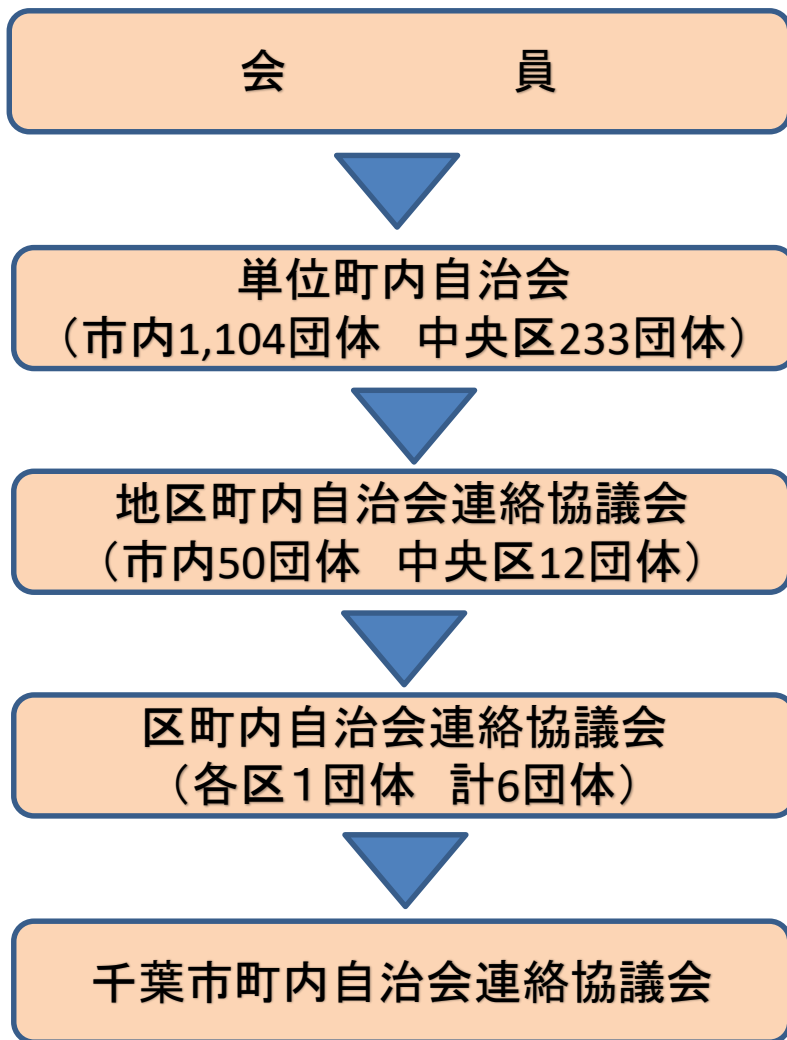 会　　　　　員
単位町内自治会
（市内1,104団体　中央区233団体）
地区町内自治会連絡協議会
（市内50団体　中央区12団体）
区町内自治会連絡協議会
（各区１団体　計6団体）
千葉市町内自治会連絡協議会